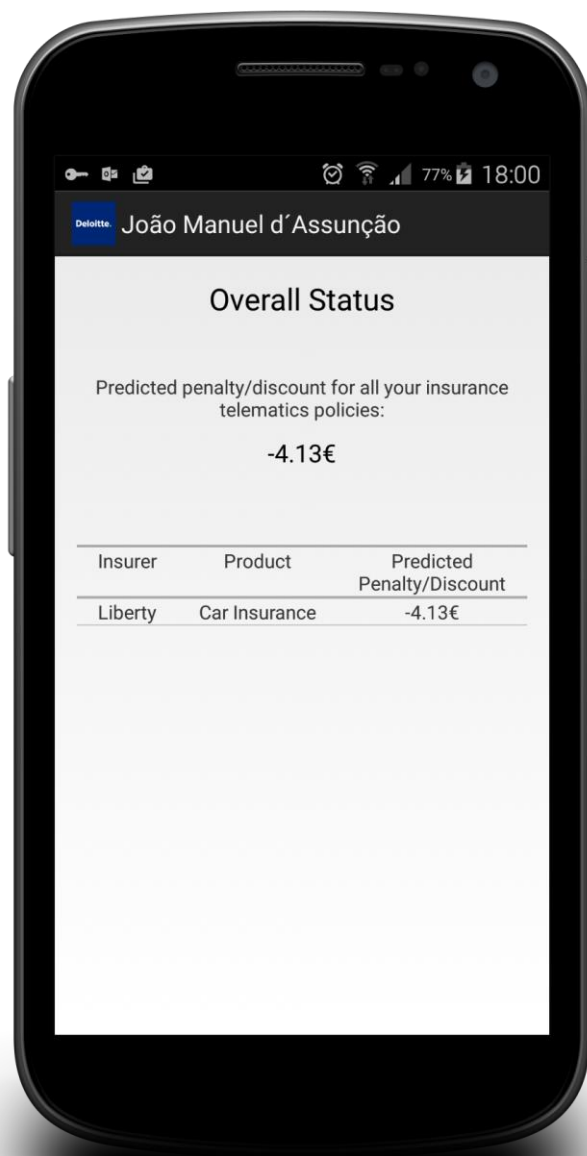 77% 18:00
Deloitte. João Manuel d´Assunção
Overall Status
Predicted penalty/discount for all your insurance
telematics policies:
-4.13€
Insurer Product Predicted
Penalty/Discount
Liberty Car Insurance -4.13€